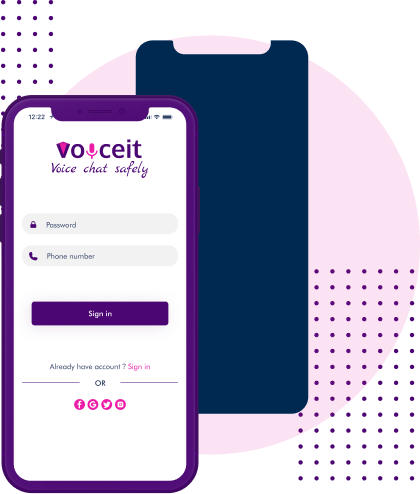 12:22
voiceit
Voice chat safely
Password
Phone number
Sign in
Already have account ? Sign in
OR